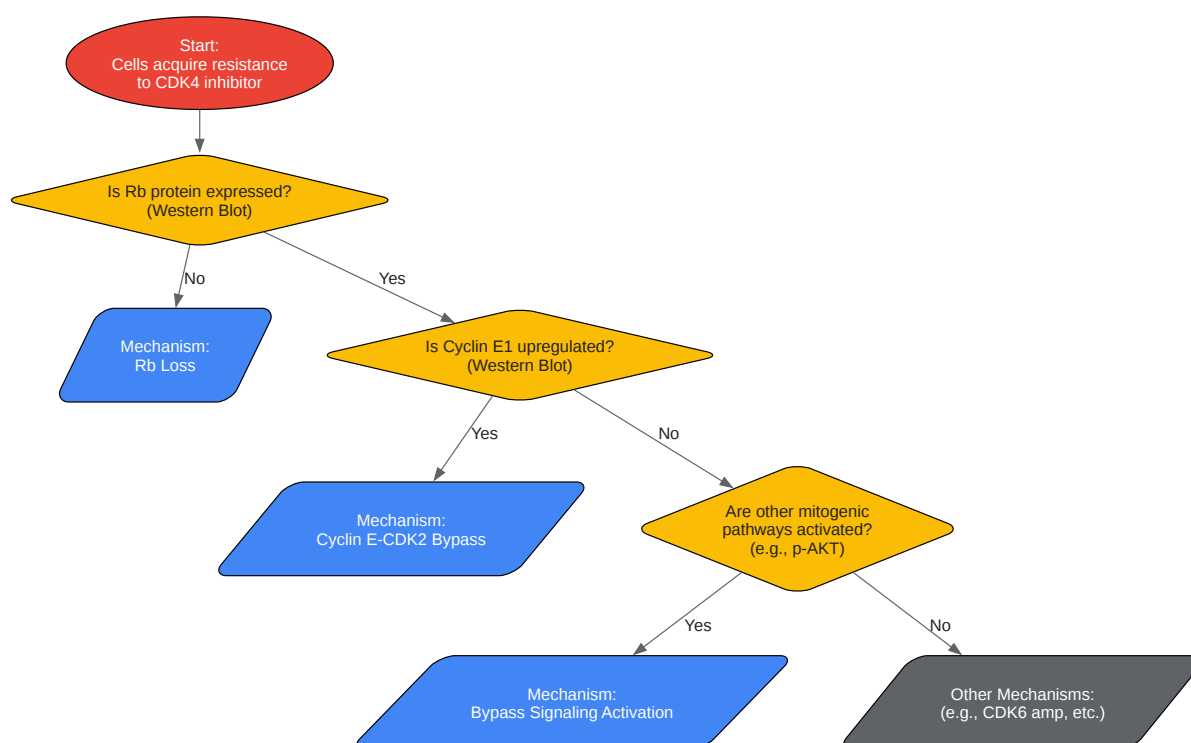 Start:
Cells acquire resistance
to CDK4 inhibitor
Is Rb protein expressed?
(Western Blot)
No
Yes
Mechanism:
Rb Loss
Is Cyclin E1 upregulated?
(Western Blot)
Yes
No
Mechanism:
Cyclin E-CDK2 Bypass
Are other mitogenic
pathways activated?
(e.g., p-AKT)
Yes
No
Mechanism:
Bypass Signaling Activation
Other Mechanisms:
(e.g., CDK6 amp, etc.)